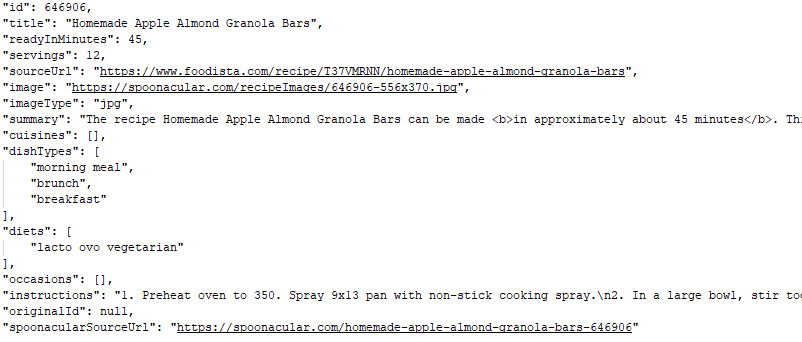 "id": 646906,
"title": "Homemade Apple Almond Granola Bars",
"readyInMinutes": 45,
"servings": 12,
"sourceUrl": "https://www.foodista.com/recipe/T37VMRNN/homemade-apple-almond-granola-bars",
"image": "https://spoonacular.com/recipeImages/646906-556x370.jpg",
"imageType": "jpg",
"summary": "The recipe Homemade Apple Almond Granola Bars can be made <b>in approximately about 45 minutes</b>. Thi
"cuisines": [],
"dishTypes": [
"morning meal",
"brunch",
"breakfast"
],
"diets": [
"lacto ovo vegetarian"
],
"occasions": [],
"instructions": "1. Preheat oven to 350. Spray 9x13 pan with non-stick cooking spray.\n2. In a large bowl, stir tog
"originalId": null,
"spoonacularSourceUrl": "https://spoonacular.com/homemade-apple-almond-granola-bars-646906"